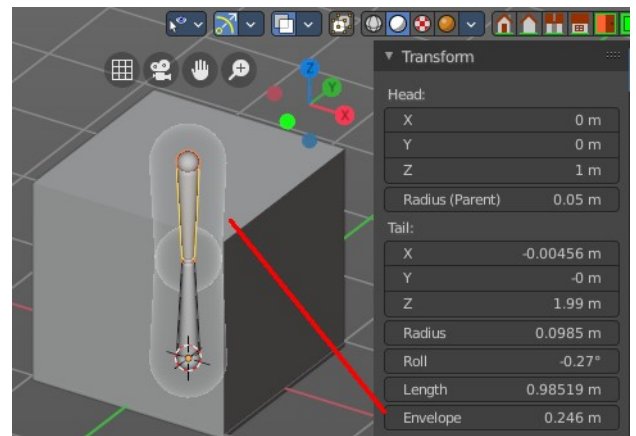 Z
Y
X
Transform
Head:
X 0 m
Y 0 m
Z 1 m
Radius (Parent) 0.05 m
Tail:
X -0.00456 m
Y -0 m
Z 1.99 m
Radius 0.0985 m
Roll -0.27°
Length 0.98519 m
Envelope 0.246 m